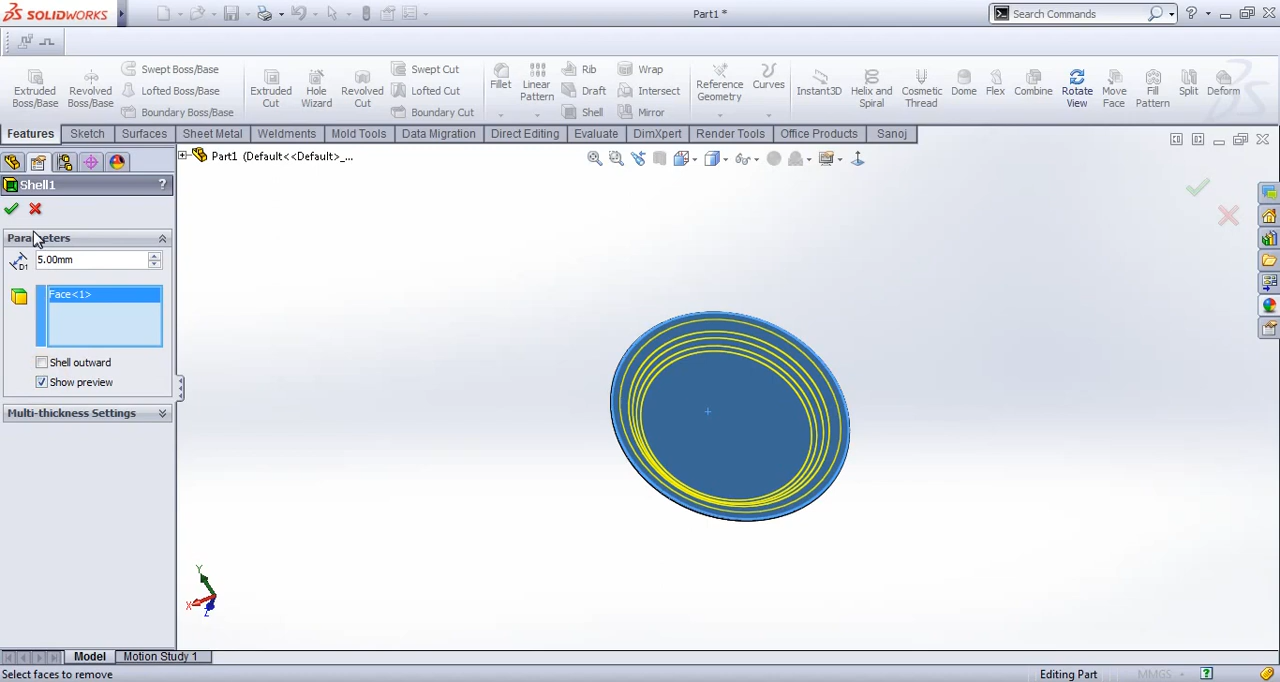 SOLIDWORKS
Part1 *
Search Commands
Extruded Boss/Base
Revolved Boss/Base
Swept Boss/Base
Lofted Boss/Base
Boundary Boss/Base
Extruded Cut
Hole Wizard
Revolved Cut
Swept Cut
Lofted Cut
Boundary Cut
Fillet
Linear Pattern
Rib
Draft
Shell
Wrap
Intersect
Mirror
Reference Geometry
Curves
Instant3D
Helix and Spiral
Cosmetic Thread
Dome
Flex
Combine
Rotate View
Move Face
Fill Pattern
Split
Deform
Features
Sketch
Surfaces
Sheet Metal
Weldments
Mold Tools
Data Migration
Direct Editing
Evaluate
DimXpert
Render Tools
Office Products
Sanoj
Part1 (Default<<Default>_...
Shell1
?
Parameters
D1
5.00mm
Face<1>
Shell outward
Show preview
Multi-thickness Settings
Y
X
Z
Model
Motion Study 1
Select faces to remove
Editing Part
MMGS
?